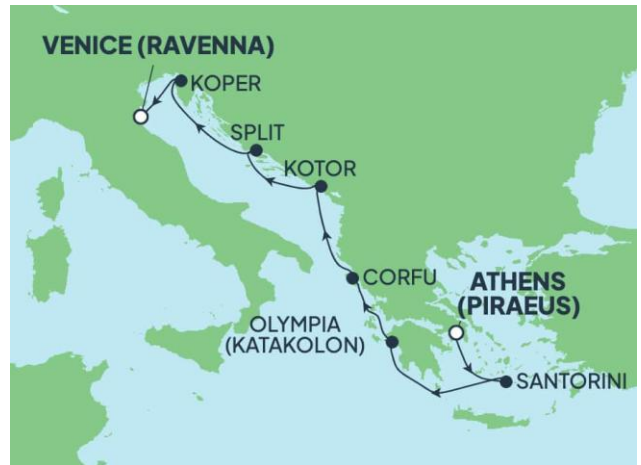 VENICE (RAVENNA)
KOPER
SPLIT
KOTOR
CORFU
ATHENS
(PIRAEUS)
OLYMPIA
(KATAKOLON)
SANTORINI